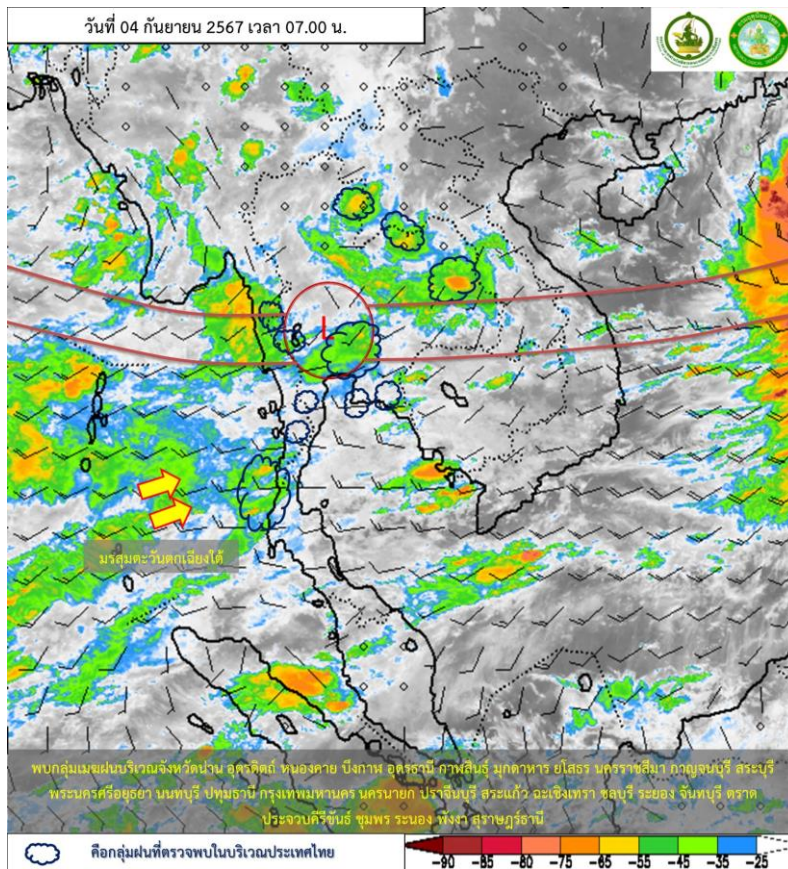 วันที่ 04 กันยายน 2567 เวลา 07.00 น.
L
มรสุมตะวันตกเฉียงใต้
พบกลุ่มเมฆฝนบริเวณจังหวัดน่าน อุตรดิตถ์ หนองคาย บึงกาฬ อุดรธานี กาฬสินธุ์ มุกดาหาร ยโสธร นครราชสีมา กาญจนบุรี สระบุรี
พระนครศรีอยุธยา นนทบุรี ปทุมธานี กรุงเทพมหานคร นครนายก ปราจีนบุรี สระแก้ว ฉะเชิงเทรา ชลบุรี ระยอง จันทบุรี ตราด
ประจวบคีรีขันธ์ ชุมพร ระนอง พังงา สุราษฎร์ธานี
คือกลุ่มฝนที่ตรวจพบในบริเวณประเทศไทย
-90 -85 -80 -75 -65 -55 -45 -35 -25